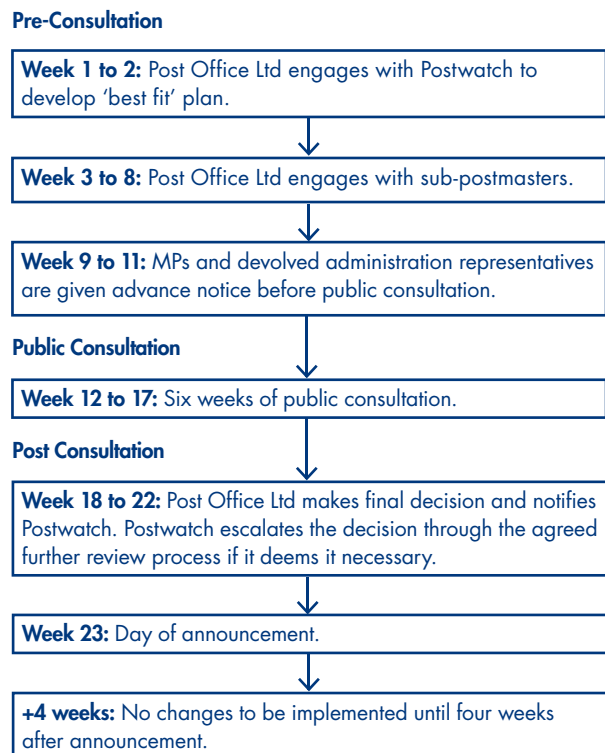 Pre-Consultation
Week 1 to 2: Post Office Ltd engages with Postwatch to
develop ‘best fit’ plan.
Week 3 to 8: Post Office Ltd engages with sub-postmasters.
Week 9 to 11: MPs and devolved administration representatives
are given advance notice before public consultation.
Public Consultation
Week 12 to 17: Six weeks of public consultation.
Post Consultation
Week 18 to 22: Post Office Ltd makes final decision and notifies
Postwatch. Postwatch escalates the decision through the agreed
further review process if it deems it necessary.
Week 23: Day of announcement.
+4 weeks: No changes to be implemented until four weeks
after announcement.